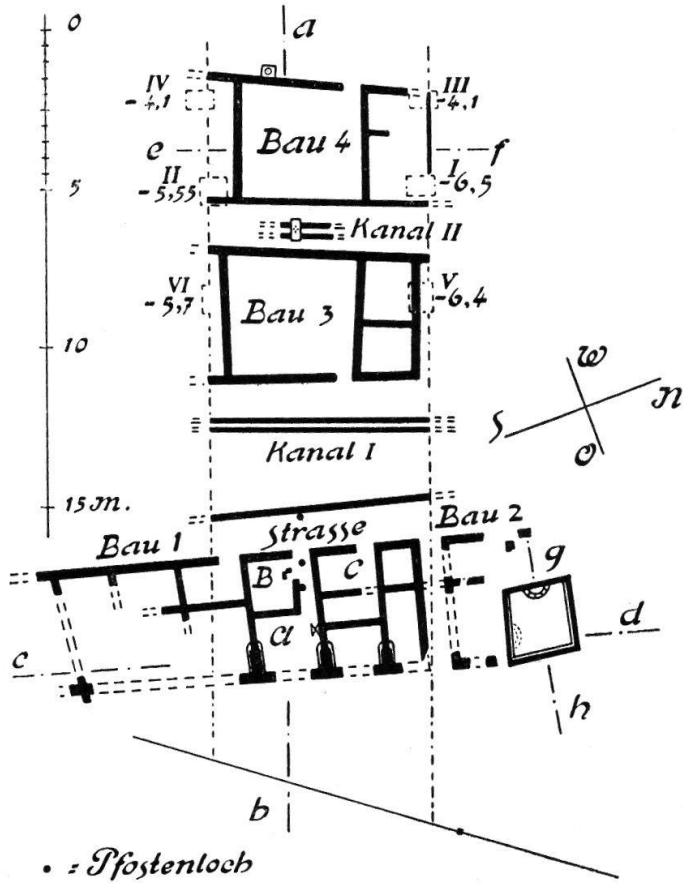 0
a
IV
-4,1
III
-4,1
e
Bau 4
f
II
-5,55
I
-6,5
5
Kanal II
VI
-5,7
Bau 3
V
-6,4
10
W
N
S
O
Kanal I
15 m.
Strasse
Bau 1
Bau 2
B
C
g
A
d
c
h
b
• = Pfostenloch